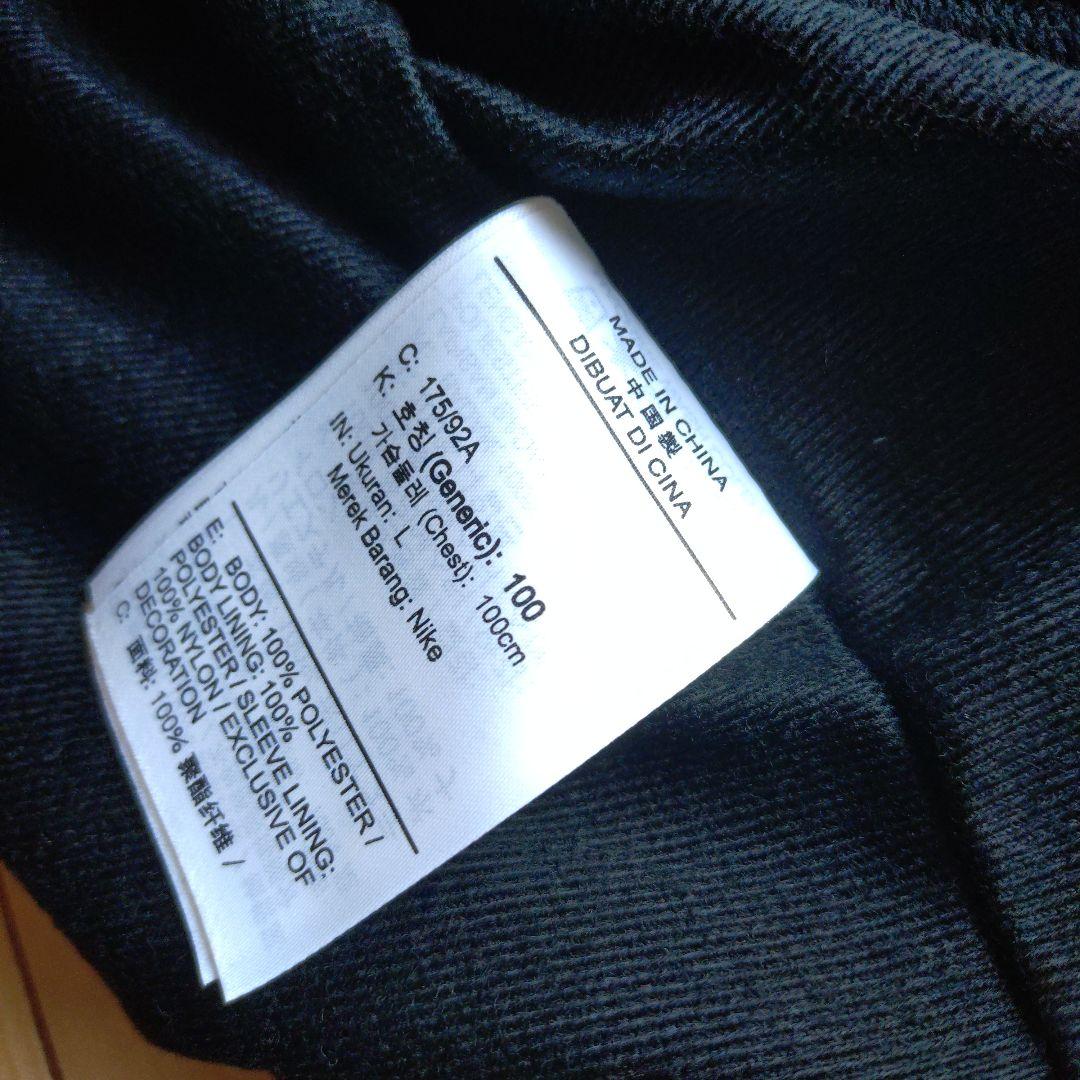 MADE IN CHINA
中國製
DIBUAT DI CINA
C: 175/92A
K: 호칭 (Generic): 100
가슴둘레 (Chest): 100cm
IN: Ukuran: L
Merek Barang: Nike
E: BODY: 100% POLYESTER /
BODY LINING: 100%
POLYESTER / SLEEVE LINING:
100% NYLON / EXCLUSIVE OF
DECORATION
C: 面料: 100% 聚酯纤维 /